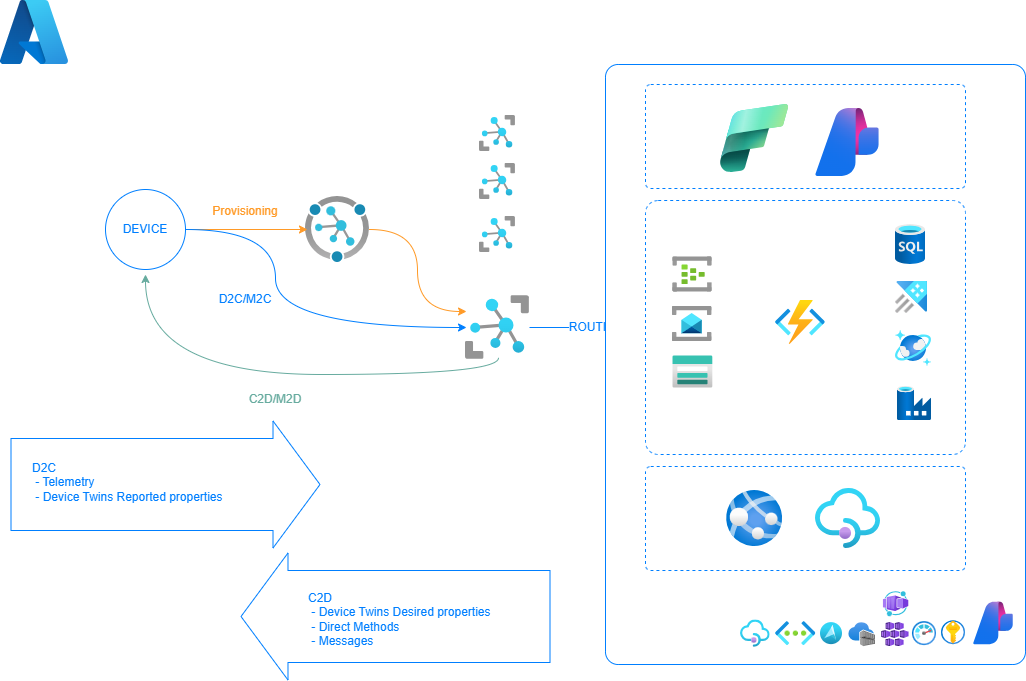 DEVICE
Provisioning
D2C/M2C
ROUTI
C2D/M2D
D2C
- Telemetry
- Device Twins Reported properties
C2D
- Device Twins Desired properties
- Direct Methods
- Messages
SQL